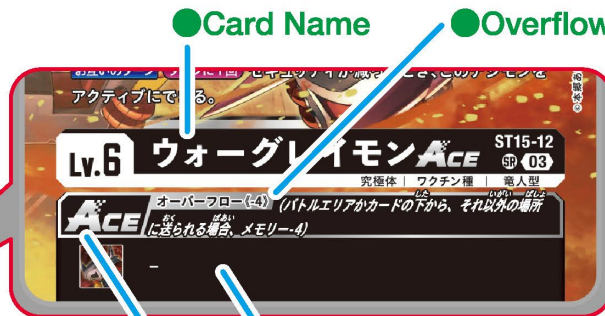 ●Card Name ●Overflow
アクティブにできる。
Lv.6 ウォーグレイモン ACE ST15-12
SR 03
究極体 | ワクチン種 | 竜人型
ACE オーバーフロー《-4》 (バトルエリアかカードの下から、それ以外の場所
に送られる場合、メモリー-4)
-